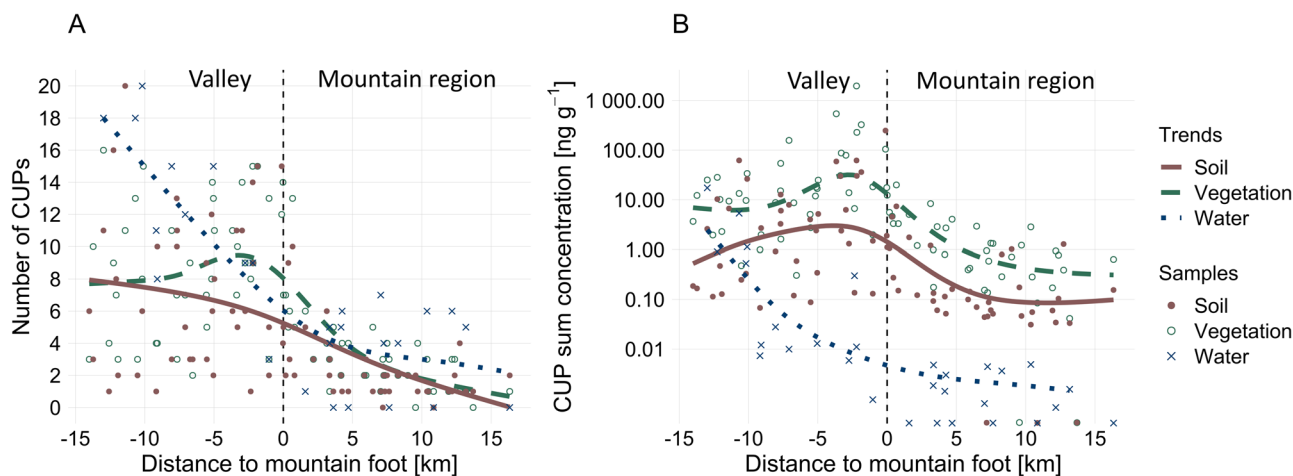 A
Valley
Mountain region
Number of CUPs
20
18
16
14
12
10
8
6
4
2
0
-15
-10
-5
0
5
10
15
Distance to mountain foot [km]
B
Valley
Mountain region
CUP sum concentration [ng g⁻¹]
1 000.00
100.00
10.00
1.00
0.10
0.01
-15
-10
-5
0
5
10
15
Distance to mountain foot [km]
Trends
Soil
Vegetation
Water
Samples
Soil
Vegetation
Water